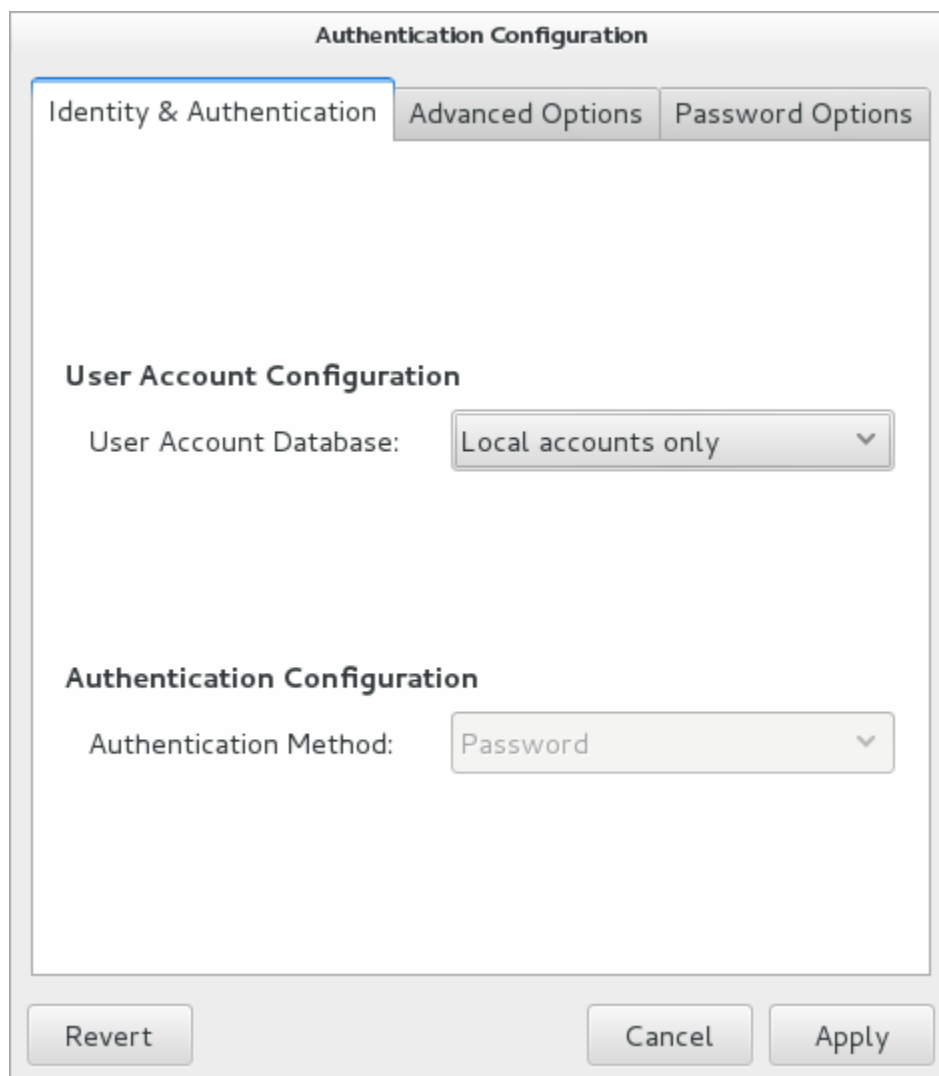 Authentication Configuration
Identity & Authentication
Advanced Options
Password Options
User Account Configuration
User Account Database:
Local accounts only
Authentication Configuration
Authentication Method:
Password
Revert
Cancel
Apply